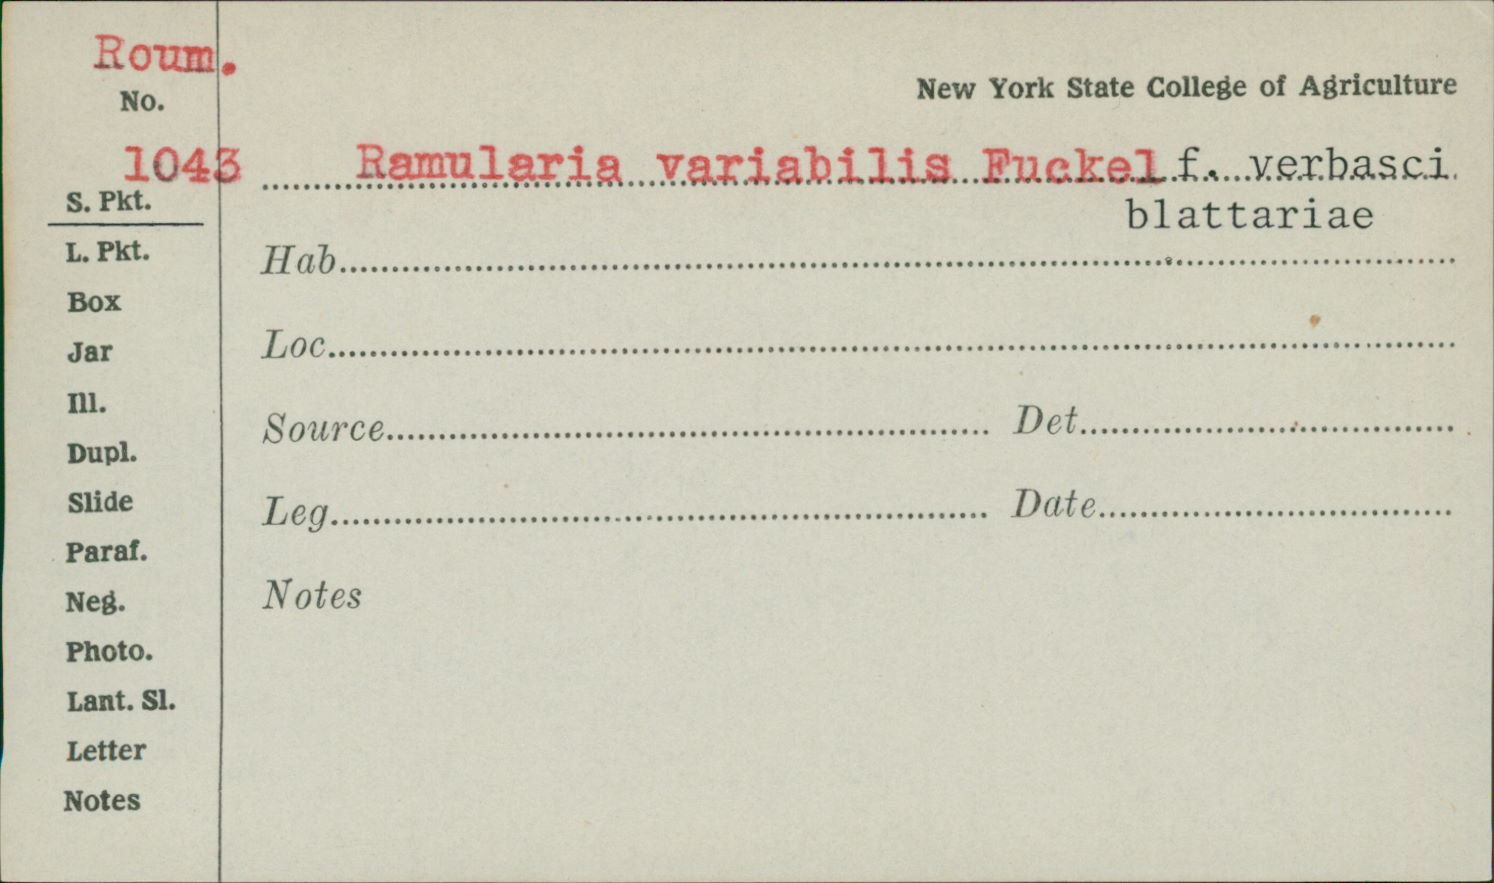 Roum.
No.
New York State College of Agriculture
1043
Ramularia variabilis Fuckel f. verbasci
blattariae
S. Pkt.
L. Pkt.
Box
Jar
Ill.
Dupl.
Slide
Paraf.
Neg.
Photo.
Lant. Sl.
Letter
Notes
Hab
Loc
Source Det
Leg Date
Notes